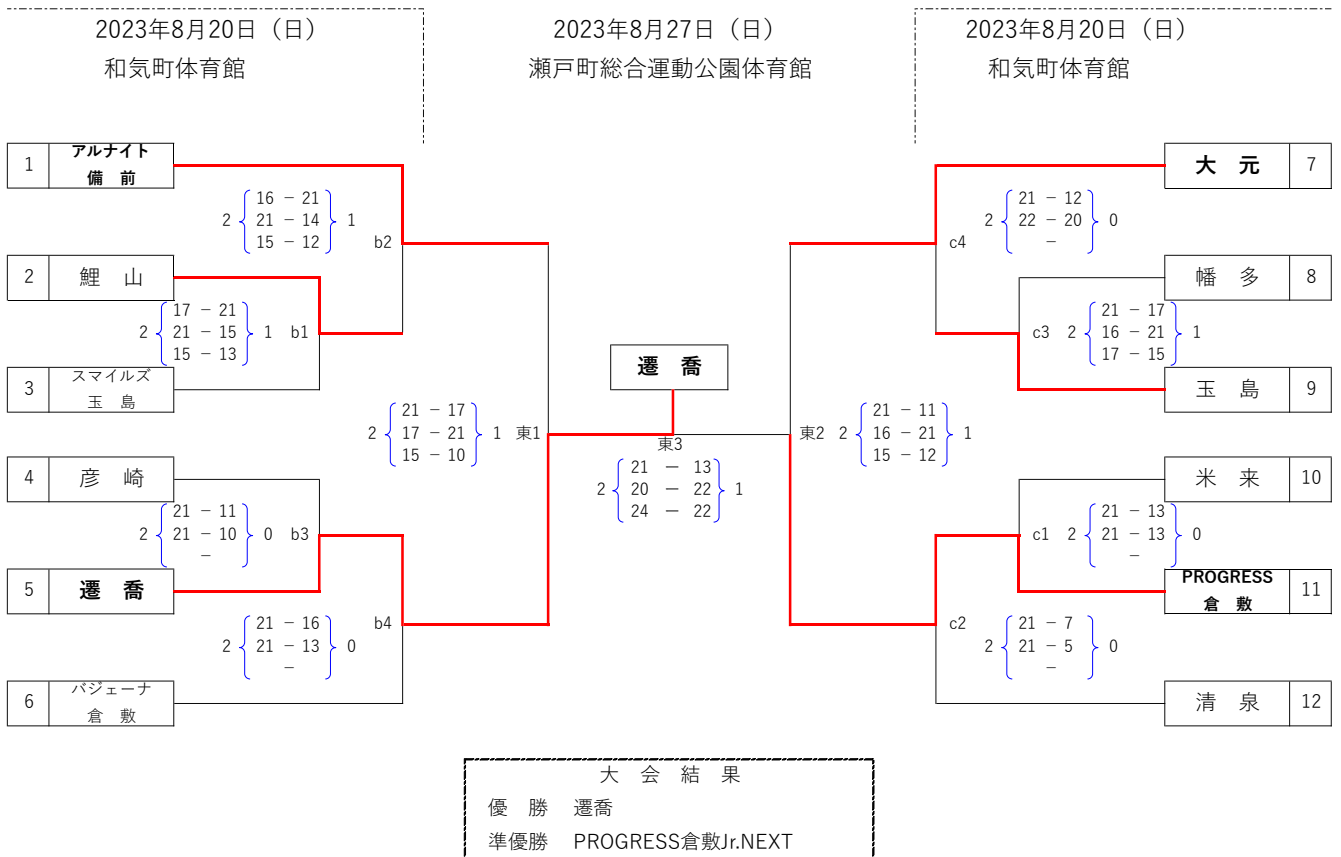 2023年8月20日（日）
和気町体育館
2023年8月27日（日）
瀬戸町総合運動公園体育館
2023年8月20日（日）
和気町体育館
1 アルナイト
備 前
16 － 21
2 21 － 14 1
15 － 12
b2
2 鯉 山
17 － 21
2 21 － 15 1 b1
15 － 13
3 スマイルズ
玉 島
21 － 17
2 17 － 21 1 東1
15 － 10
4 彦 崎
21 － 11
2 21 － 10 0 b3
－
5 遷 喬
21 － 16 b4
2 21 － 13 0
－
6 バジェーナ
倉 敷
遷 喬
東3
21 － 13
2 20 － 22 1
24 － 22
大 元 7
21 － 12
2 22 － 20 0
－
c4
幡 多 8
21 － 17
c3 2 16 － 21 1
17 － 15
玉 島 9
21 － 11
東2 2 16 － 21 1
15 － 12
米 来 10
21 － 13
c1 2 21 － 13 0
－
PROGRESS
倉 敷 11
c2 21 － 7
2 21 － 5 0
－
清 泉 12
大 会 結 果
優 勝 遷喬
準優勝 PROGRESS倉敷Jr.NEXT